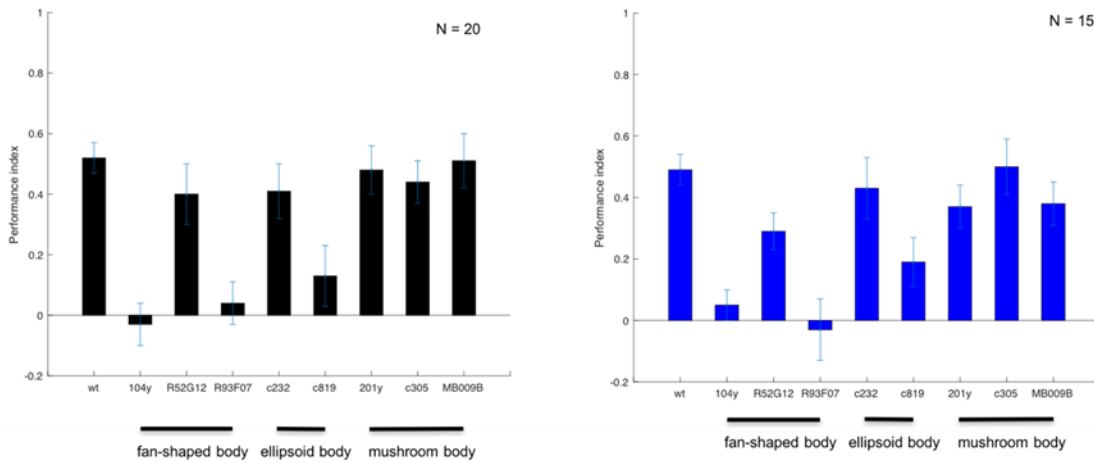 N = 20
Performance index
1
0.8
0.6
0.4
0.2
0
-0.2
wt 104y R52G12 R93F07 c232 c819 201y c305 MB009B
fan-shaped body ellipsoid body mushroom body
N = 15
Performance index
1
0.8
0.6
0.4
0.2
0
-0.2
wt 104y R52G12 R93F07 c232 c819 201y c305 MB009B
fan-shaped body ellipsoid body mushroom body